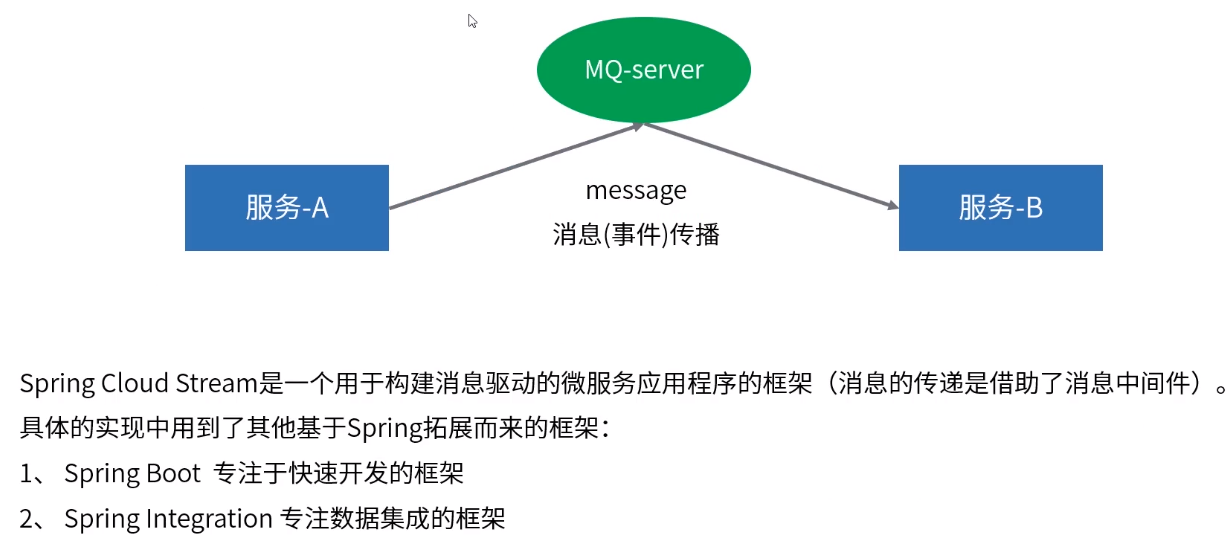 MQ-server
服务-A
message
服务-B
消息(事件)传播
Spring Cloud Stream是一个用于构建消息驱动的微服务应用程序的框架（消息的传递是借助了消息中间件）。
具体的实现中用到了其他基于Spring拓展而来的框架：
1、 Spring Boot 专注于快速开发的框架
2、 Spring Integration 专注数据集成的框架